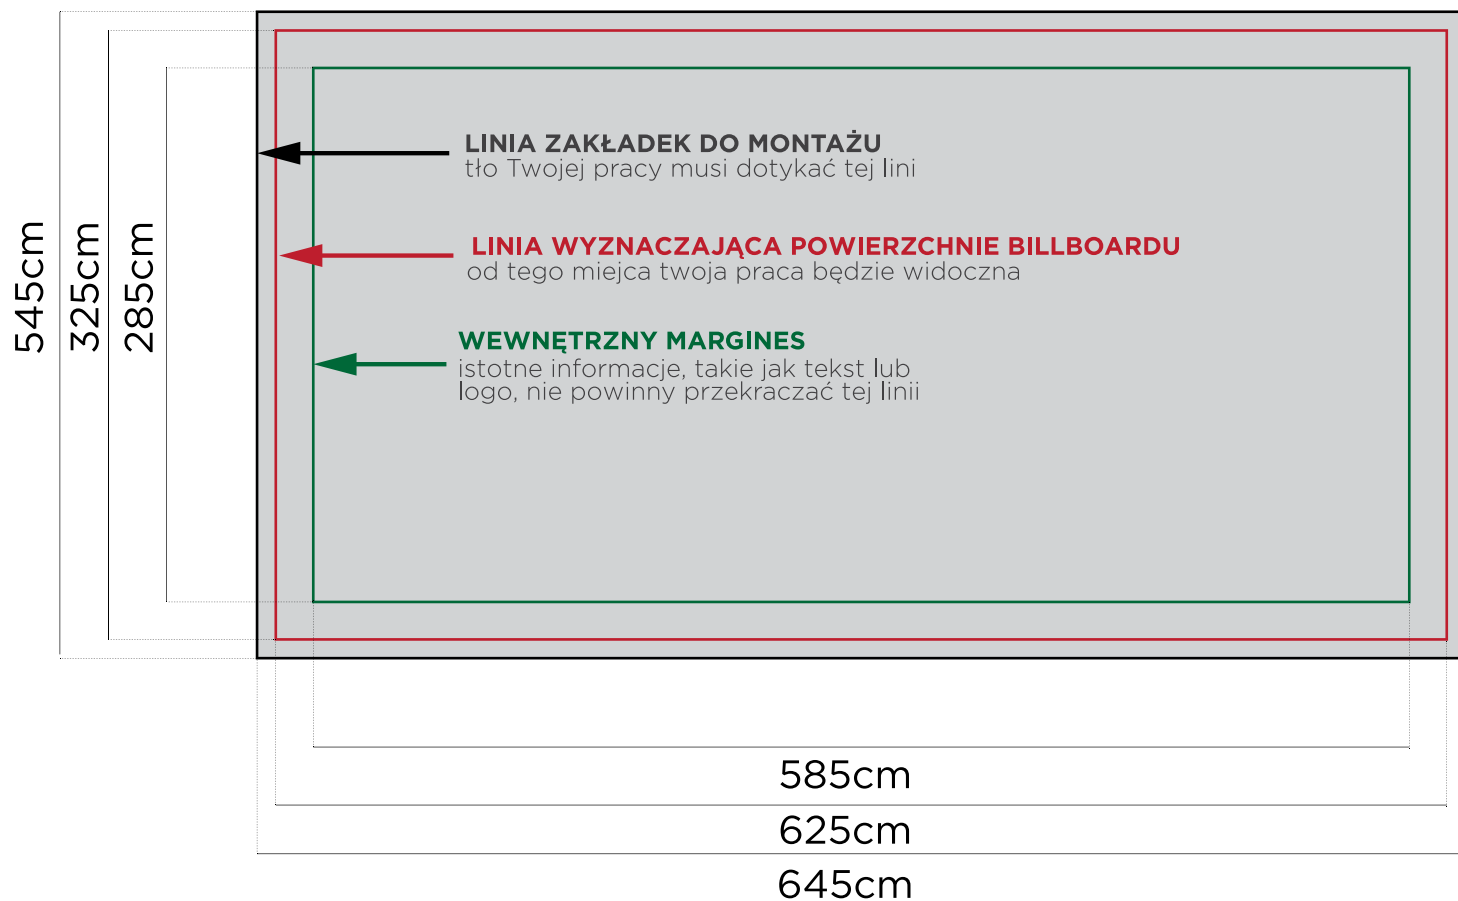 LINIA ZAKŁADEK DO MONTAŻU
tło Twojej pracy musi dotykać tej lini
LINIA WYZNACZAJĄCA POWIERZCHNIE BILLBOARDU
od tego miejca twoja praca będzie widoczna
WEWNĘTRZNY MARGINES
istotne informacje, takie jak tekst lub
logo, nie powinny przekraczać tej linii
545cm
325cm
285cm
585cm
625cm
645cm